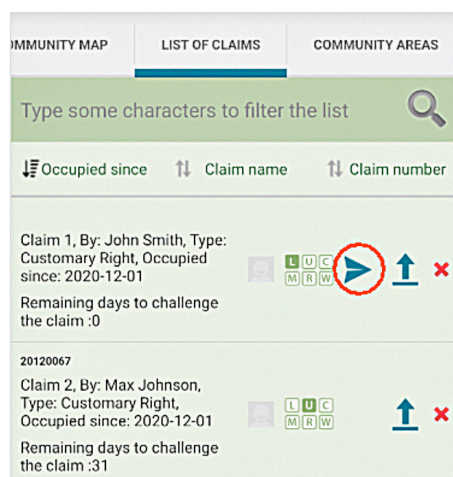 OMMUNITY MAP LIST OF CLAIMS COMMUNITY AREAS
Type some characters to filter the list
Occupied since Claim name Claim number
Claim 1, By: John Smith, Type:
Customary Right, Occupied
since: 2020-12-01
L U C
M R W
Remaining days to challenge
the claim :0
20120067
Claim 2, By: Max Johnson,
Type: Customary Right,
Occupied since: 2020-12-01
L U C
M R W
Remaining days to challenge
the claim :31